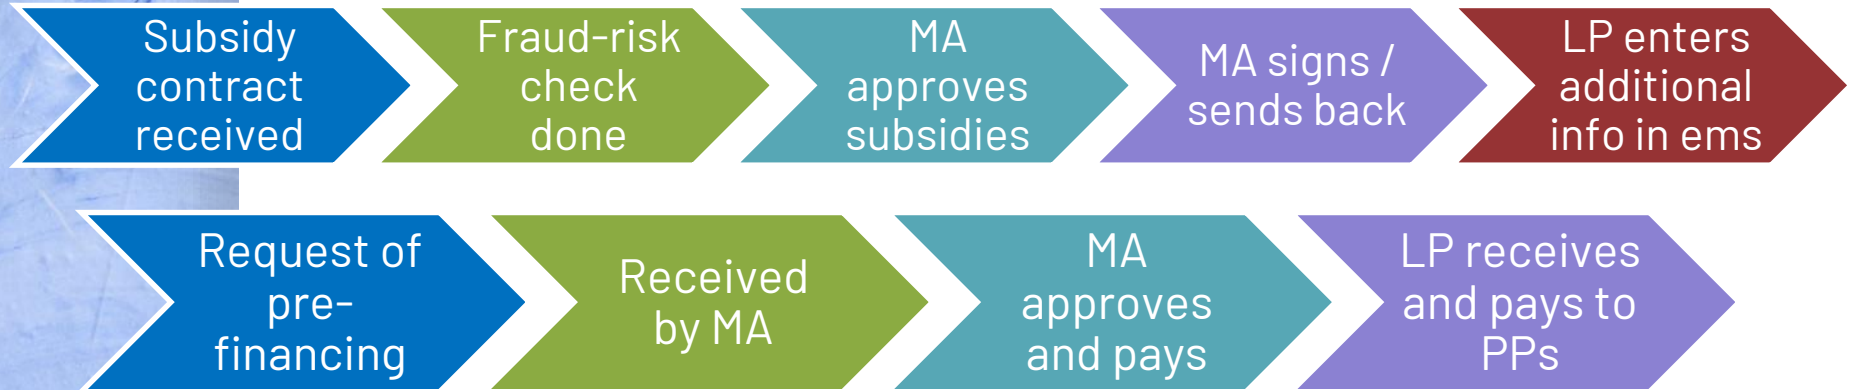 Subsidy
contract
received
Fraud-risk
check
done
MA
approves
subsidies
MA signs /
sends back
LP enters
additional
info in ems
Request of
pre-
financing
Received
by MA
MA
approves
and pays
LP receives
and pays to
PPs